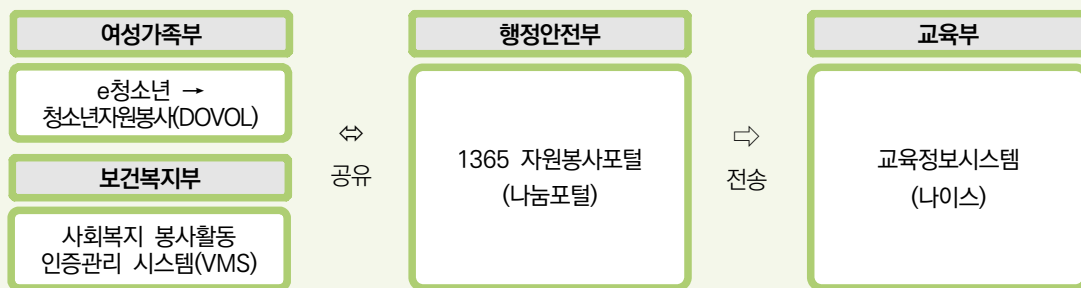 여성가족부
e청소년 →
청소년자원봉사(DOVOL)
보건복지부
사회복지 봉사활동
인증관리 시스템(VMS)
⇔
공유
행정안전부
1365 자원봉사포털
(나눔포털)
⇨
전송
교육부
교육정보시스템
(나이스)